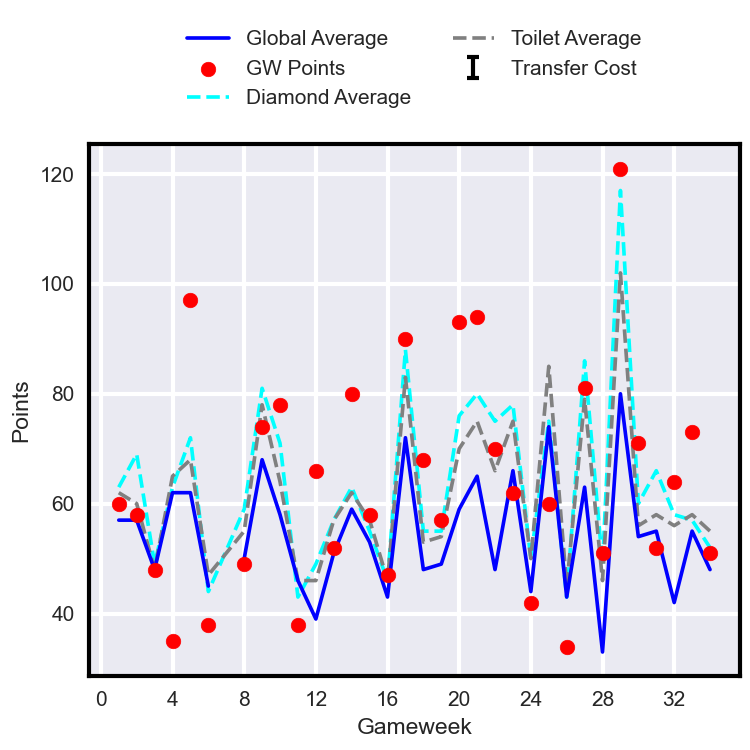 Global Average
GW Points
Diamond Average
Toilet Average
Transfer Cost
120
100
80
60
40
Points
0 4 8 12 16 20 24 28 32
Gameweek